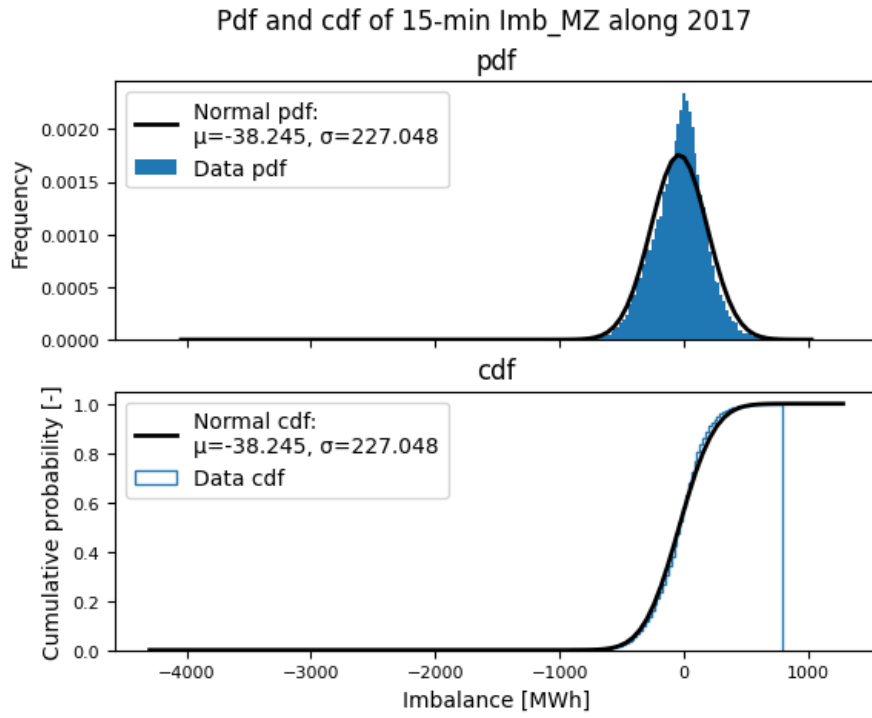 Pdf and cdf of 15-min Imb_MZ along 2017
pdf
Normal pdf:
μ=-38.245, σ=227.048
Data pdf
Frequency
0.0020
0.0015
0.0010
0.0005
0.0000
cdf
Normal cdf:
μ=-38.245, σ=227.048
Data cdf
Cumulative probability [-]
1.0
0.8
0.6
0.4
0.2
0.0
−4000 −3000 −2000 −1000 0 1000
Imbalance [MWh]